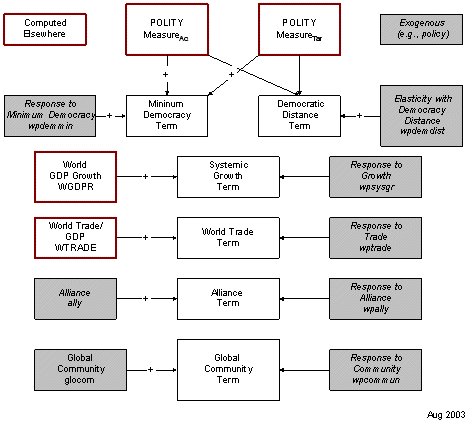 Computed
Elsewhere
POLITY
MeasureAc
POLITY
MeasureTar
Exogenous
(e.g., policy)
+
+
Response to
Minimum Democracy
wpdemmin
+
Mininum
Democracy
Term
Democratic
Distance
Term
+
Elasticity with
Democracy
Distance
wpdemdist
World
GDP Growth
WGDPR
+
Systemic
Growth
Term
Response to
Growth
wpsysgr
World Trade/
GDP
WTRADE
+
World Trade
Term
Response to
Trade
wptrade
Alliance
ally
+
Alliance
Term
Response to
Alliance
wpally
Global
Community
glocom
+
Global
Community
Term
Response to
Community
wpcommun
Aug 2003